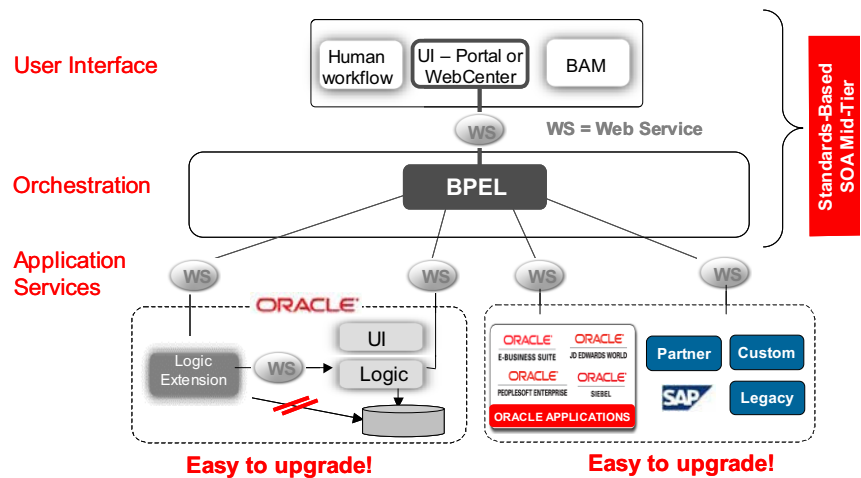 User Interface
Human
workflow
UI – Portal or
WebCenter
BAM
WS
WS = Web Service
Standards-Based
SOA Mid-Tier
Orchestration
BPEL
Application
Services
WS
WS
WS
WS
ORACLE
UI
Logic
Extension
WS
Logic
ORACLE
E-BUSINESS SUITE
ORACLE
JD EDWARDS WORLD
ORACLE
PEOPLESOFT ENTERPRISE
ORACLE
SIEBEL
ORACLE APPLICATIONS
Partner
Custom
SAP
Legacy
Easy to upgrade!
Easy to upgrade!